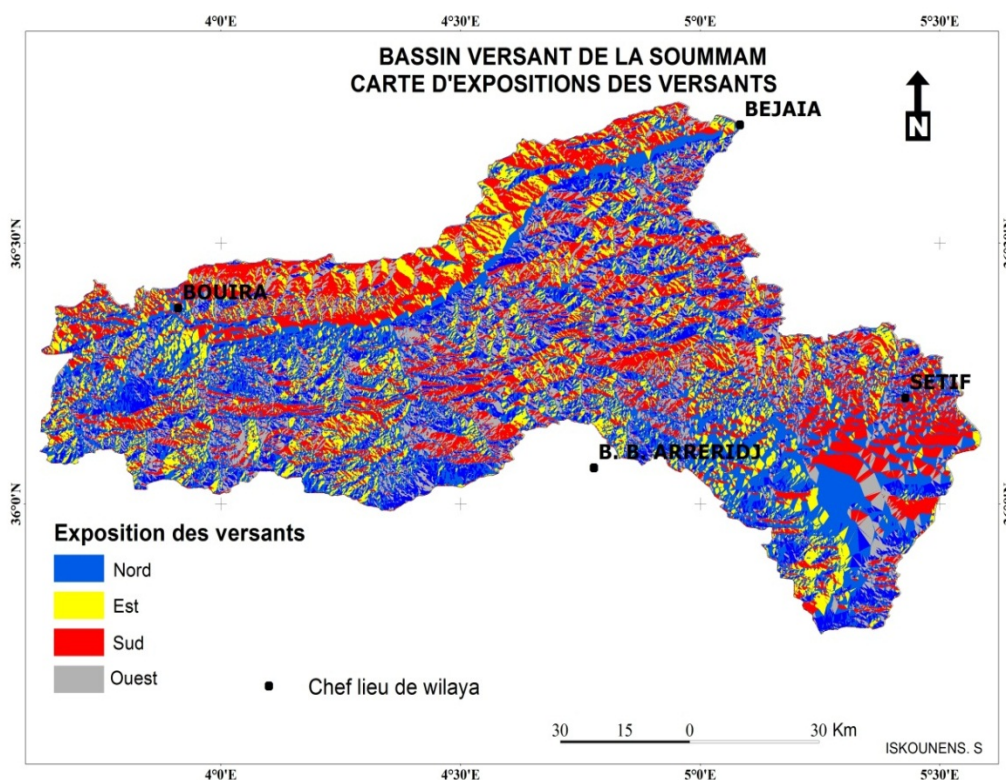 4°0'E 4°30'E 5°0'E 5°30'E
BASSIN VERSANT DE LA SOUMMAM
CARTE D'EXPOSITIONS DES VERSANTS
BEJAIA
N
36°30'N
BOUIRA
SETIF
B. B. ARRERIDJ
36°0'N
Exposition des versants
Nord
Est
Sud
Ouest
Chef lieu de wilaya
30 15 0 30 Km
ISKOUNENS. S
4°0'E 4°30'E 5°0'E 5°30'E